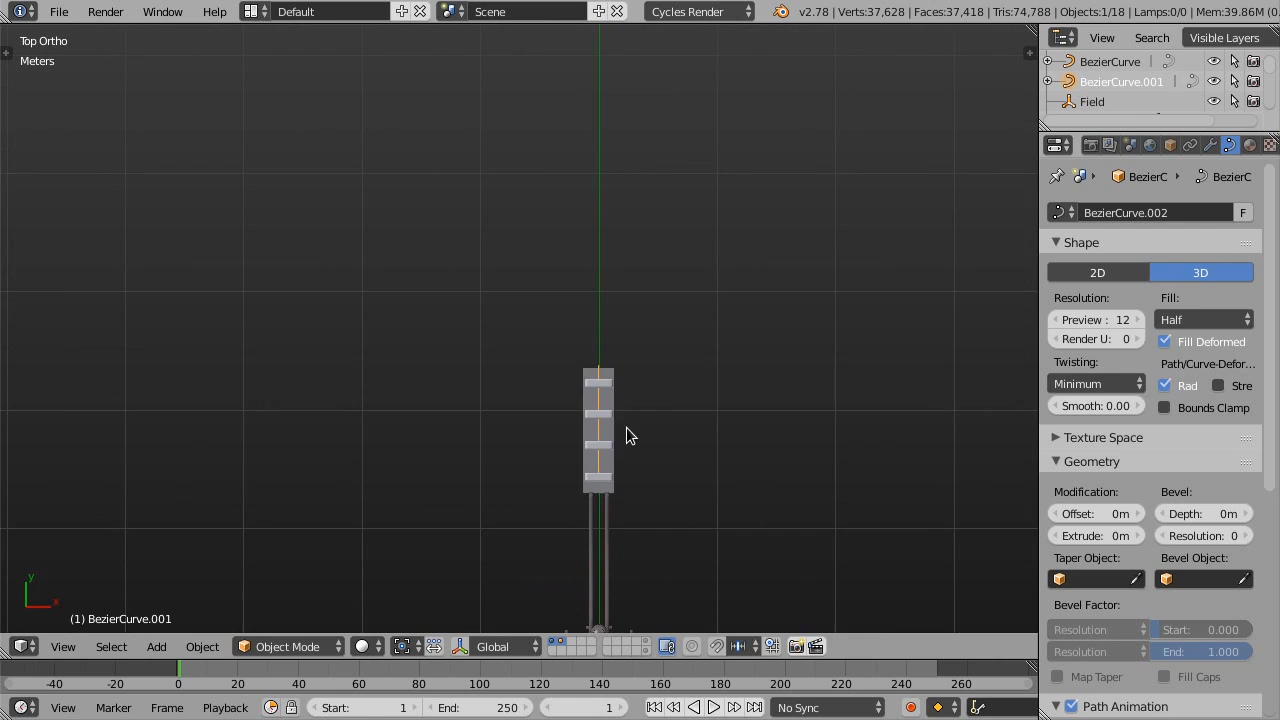 File Render Window Help Default Scene Cycles Render v2.78 | Verts:37,628 | Faces:37,418 | Tris:74,788 | Objects:1/18 | Lamps:0/0 | Mem:39.86M
View Search Visible Layers
Top Ortho
Meters
BezierCurve
BezierCurve.001
Field
BezierC BezierC
BezierCurve.002 F
Shape
2D 3D
Resolution: Fill:
Preview : 12 Half
Render U: 0 Fill Deformed
Twisting: Path/Curve-Defor...
Minimum Rad Stre
Smooth: 0.00 Bounds Clamp
Texture Space
Geometry
Modification: Bevel:
Offset: 0m Depth: 0m
Extrude: 0m Resolution: 0
Taper Object: Bevel Object:
Bevel Factor:
Resolution Start: 0.000
Resolution End: 1.000
Map Taper Fill Caps
Path Animation
y
x
(1) BezierCurve.001
View Select Add Object Object Mode Global
-40 -20 0 20 40 60 80 100 120 140 160 180 200 220 240 260
View Marker Frame Playback Start: 1 End: 250 1 No Sync